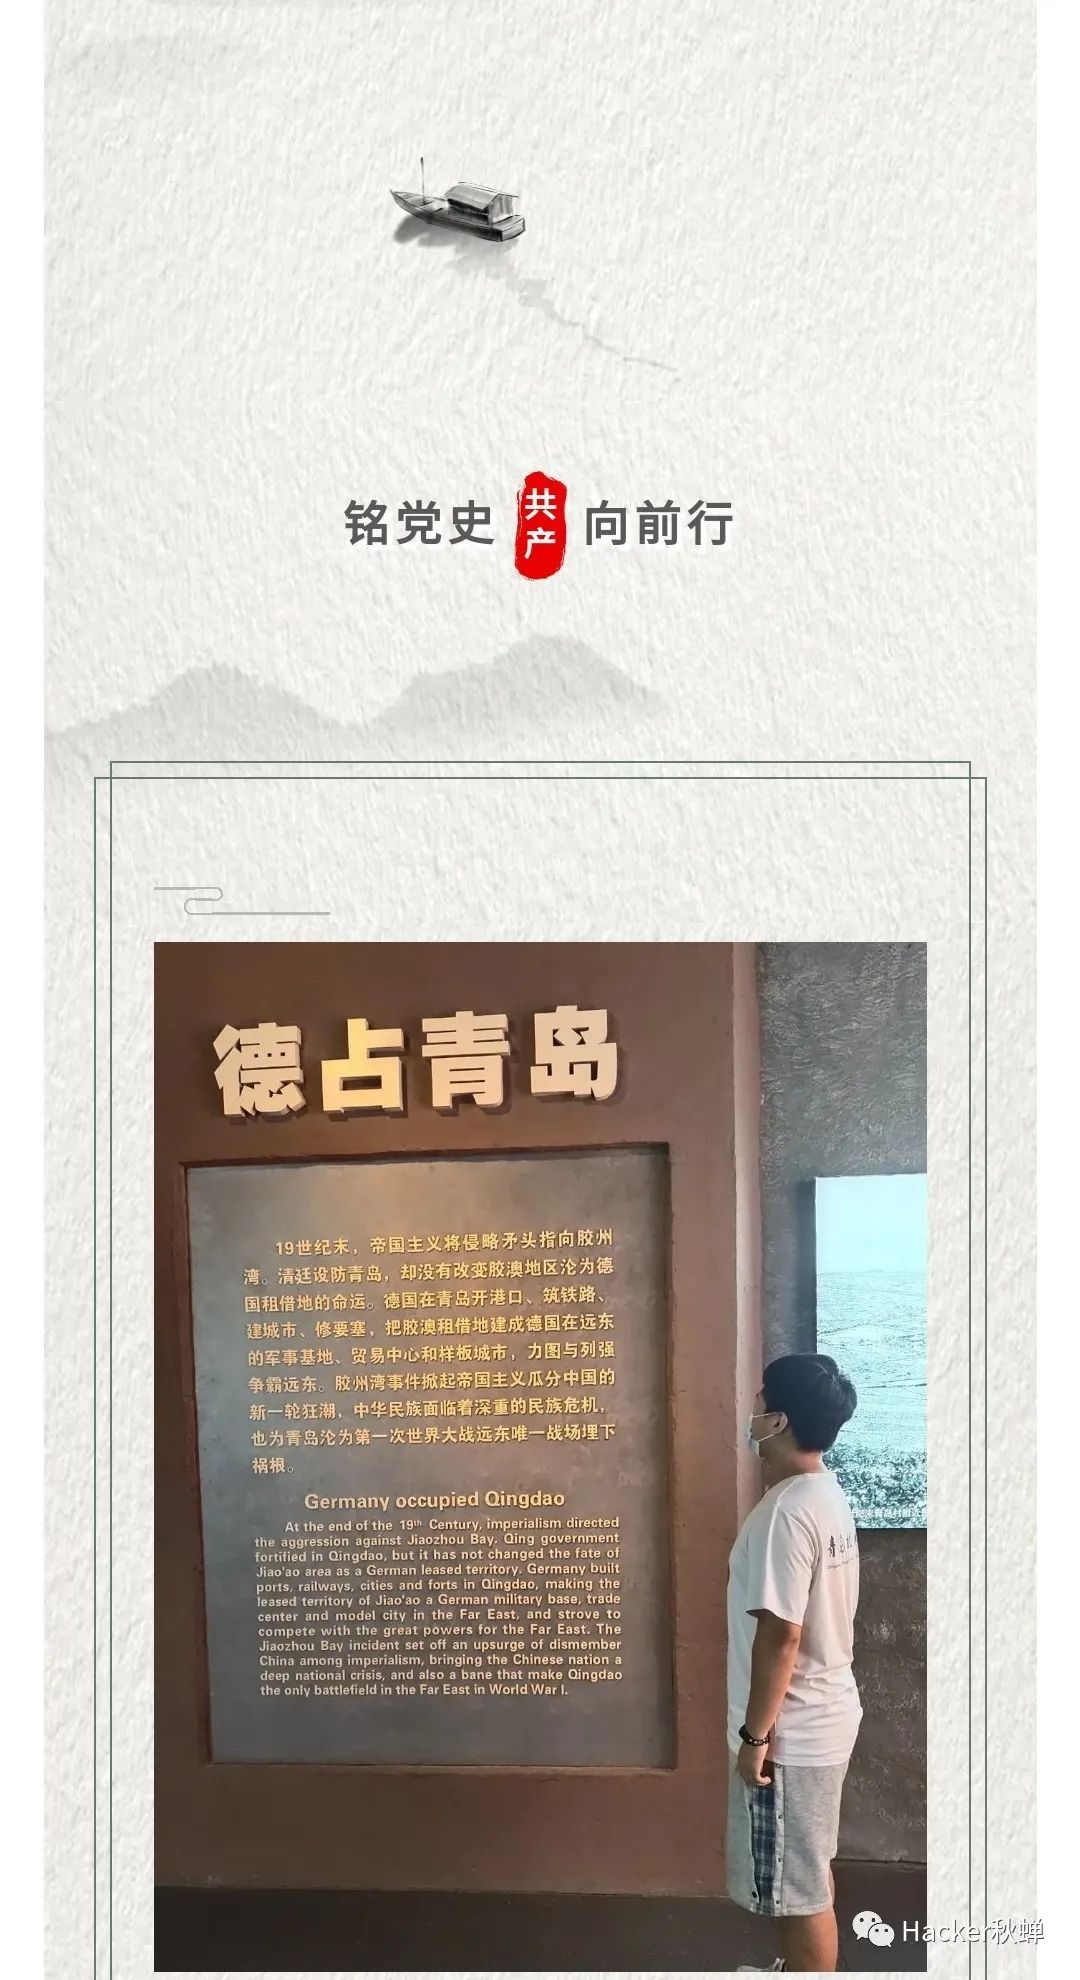 铭党史 共产 向前行
德占青岛
19世纪末，帝国主义将侵略矛头指向胶州
湾。清廷设防青岛，却没有改变胶澳地区沦为德
国租借地的命运。德国在青岛开港口、筑铁路、
建城市、修要塞，把胶澳租借地建成德国在远东
的军事基地、贸易中心和样板城市，力图与列强
争霸远东。胶州湾事件掀起帝国主义瓜分中国的
新一轮狂潮，中华民族面临着深重的民族危机，
也为青岛沦为第一次世界大战远东唯一战场埋下
祸根。
Germany occupied Qingdao
At the end of the 19th Century, imperialism directed
the aggression against Jiaozhou Bay. Qing government
fortified in Qingdao, but it has not changed the fate of
Jiao'ao area as a German leased territory. Germany built
ports, railways, cities and forts in Qingdao, making the
leased territory of Jiao'ao a German military base, trade
center and model city in the Far East, and strove to
compete with the great powers for the Far East. The
Jiaozhou Bay incident set off an upsurge of dismember
China among imperialism, bringing the Chinese nation a
deep national crisis, and also a bane that make Qingdao
the only battlefield in the Far East in World War I.
Hacker秋蝉